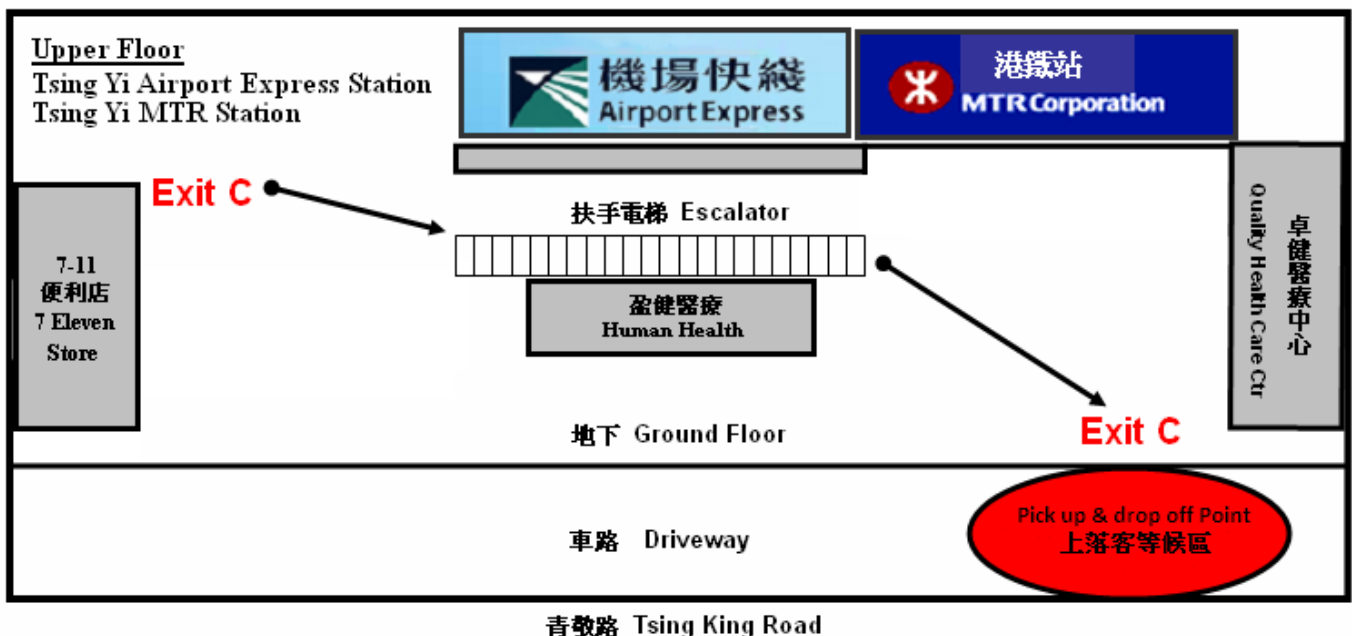 Upper Floor
Tsing Yi Airport Express Station
Tsing Yi MTR Station
機場快綫
Airport Express
港鐵站
MTR Corporation
Exit C
扶手電梯 Escalator
7-11
便利店
7 Eleven
Store
盈健醫療
Human Health
卓健醫療中心
Quality Health Care Ctr
地下 Ground Floor
Exit C
車路 Driveway
Pick up & drop off Point
上落客等候區
青敬路 Tsing King Road